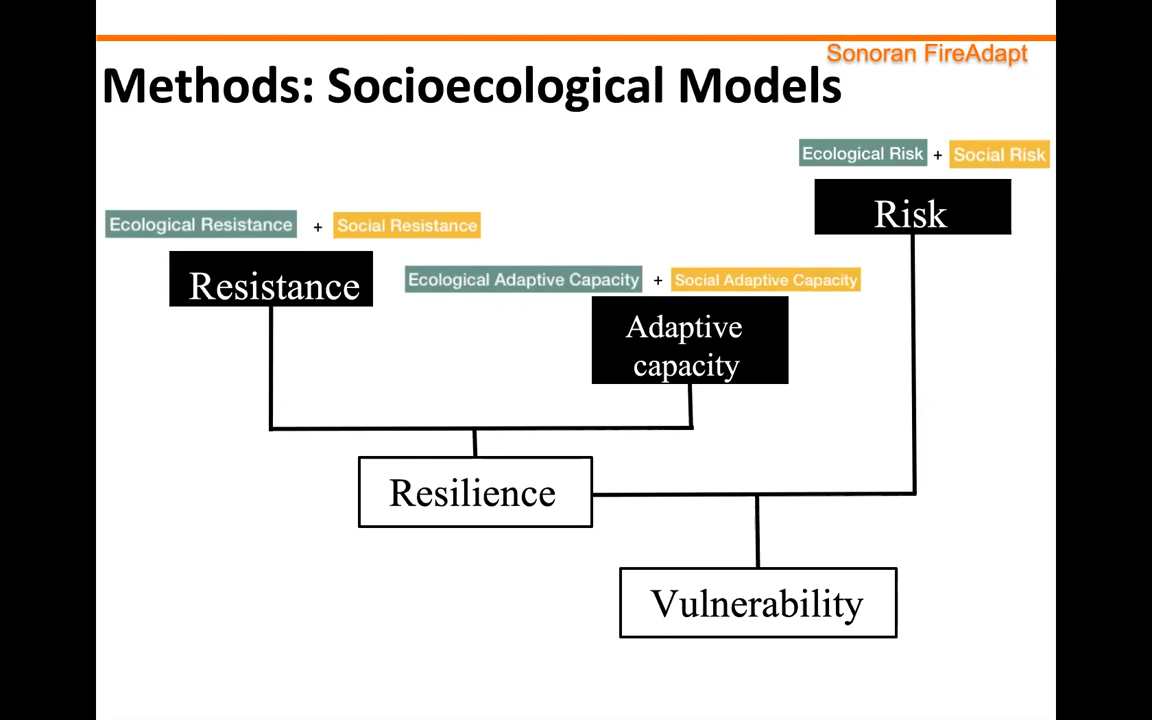 Sonoran FireAdapt
Methods: Socioecological Models
Ecological Risk + Social Risk
Risk
Ecological Resistance + Social Resistance
Resistance
Ecological Adaptive Capacity + Social Adaptive Capacity
Adaptive
capacity
Resilience
Vulnerability